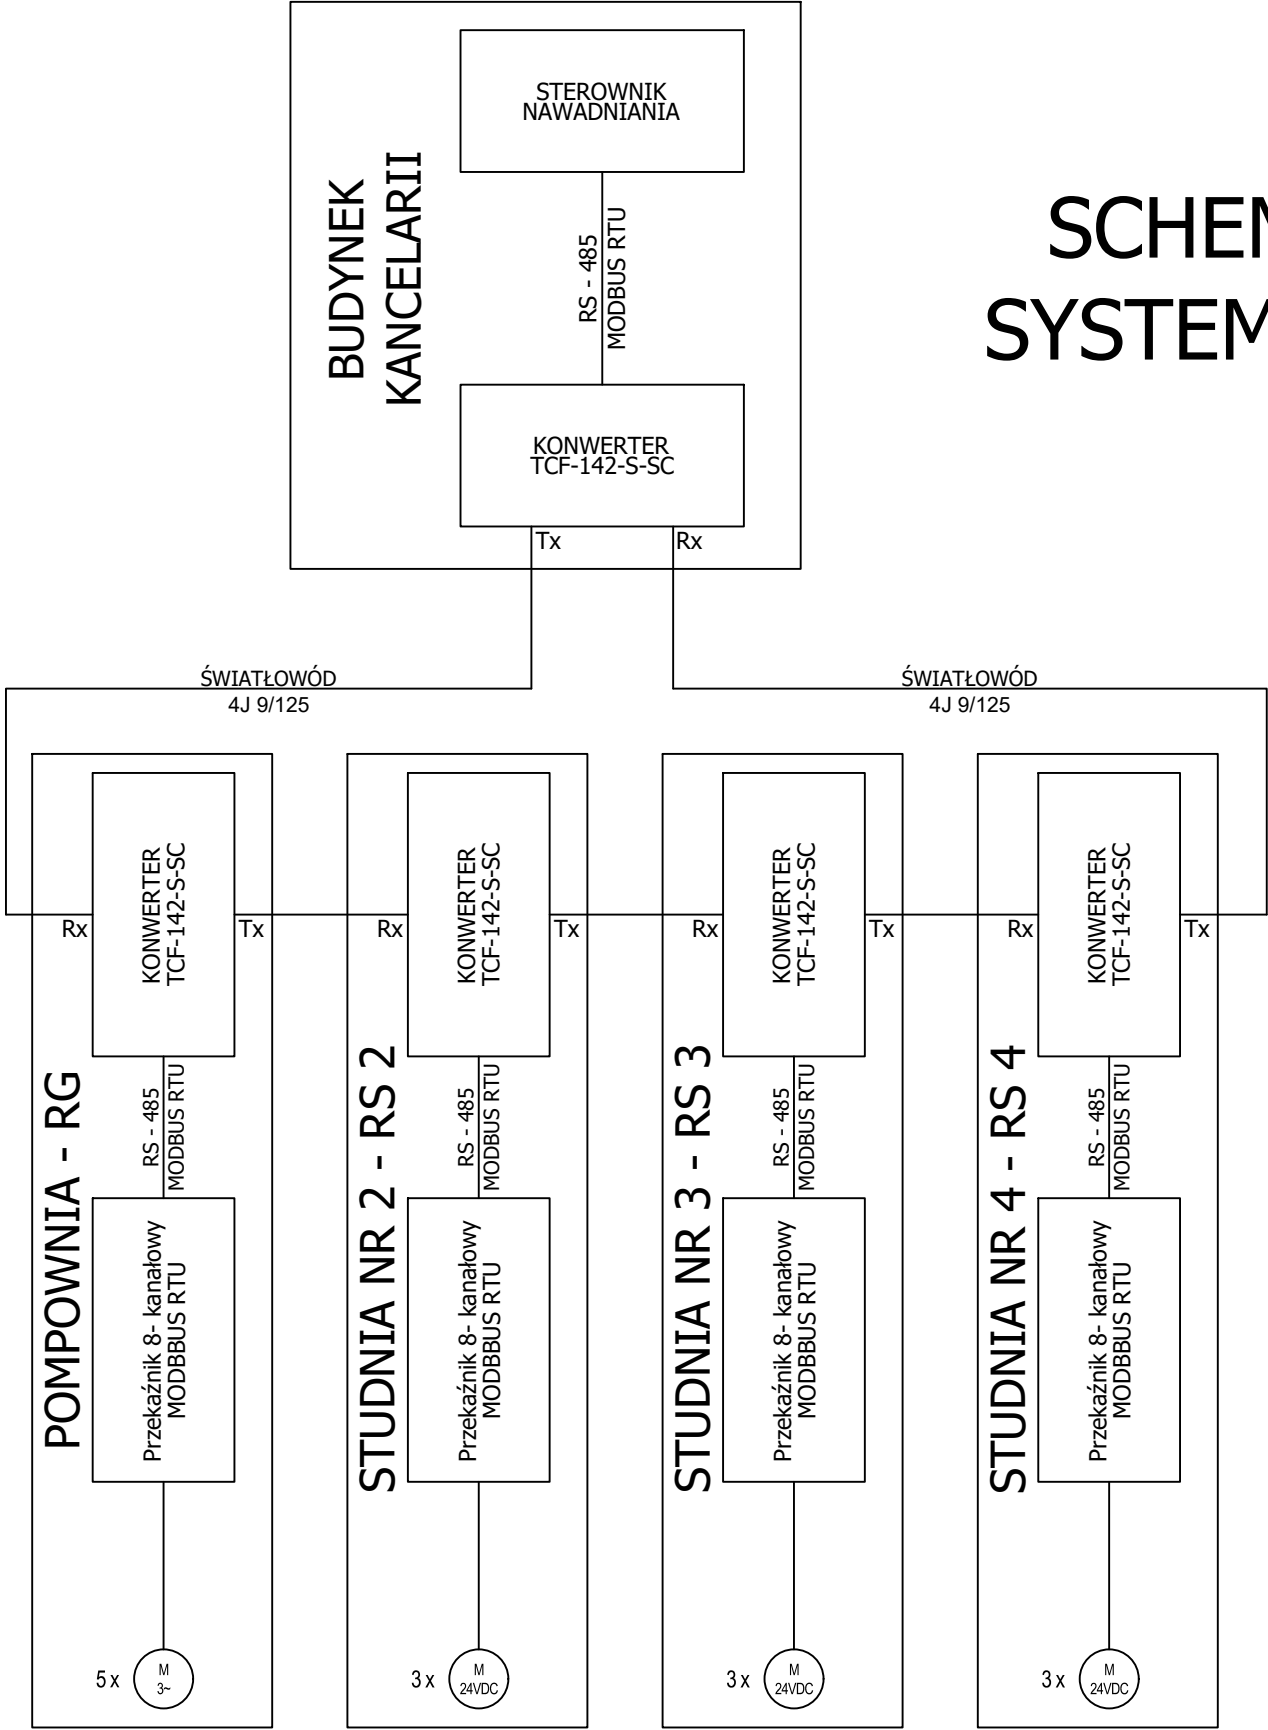 STEROWNIK
NAWADNIANIA
BUDYNEK
KANCELARII
RS - 485
MODBUS RTU
SCHEM
SYSTEM
KONWERTER
TCF-142-S-SC
Tx
Rx
ŚWIATŁOWÓD
4J 9/125
ŚWIATŁOWÓD
4J 9/125
POMPOWNIA - RG
KONWERTER
TCF-142-S-SC
Rx
Tx
RS - 485
MODBUS RTU
Przekaźnik 8- kanałowy
MODBBUS RTU
5 x
M
3~
STUDNIA NR 2 - RS 2
KONWERTER
TCF-142-S-SC
Rx
Tx
RS - 485
MODBUS RTU
Przekaźnik 8- kanałowy
MODBBUS RTU
3 x
M
24VDC
STUDNIA NR 3 - RS 3
KONWERTER
TCF-142-S-SC
Rx
Tx
RS - 485
MODBUS RTU
Przekaźnik 8- kanałowy
MODBBUS RTU
3 x
M
24VDC
STUDNIA NR 4 - RS 4
KONWERTER
TCF-142-S-SC
Rx
Tx
RS - 485
MODBUS RTU
Przekaźnik 8- kanałowy
MODBBUS RTU
3 x
M
24VDC